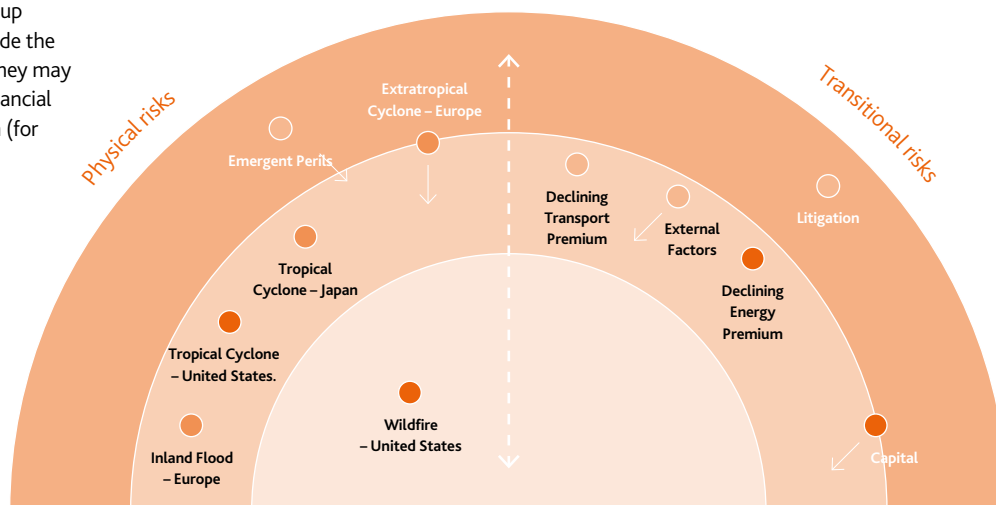 up
de the
ney may
ancial
(for
Physical risks
Transitional risks
Extratropical
Cyclone – Europe
Emergent Perils
Declining
Transport
Premium
External
Factors
Litigation
Tropical
Cyclone – Japan
Declining
Energy
Premium
Tropical Cyclone
– United States.
Wildfire
– United States
Inland Flood
– Europe
Capital